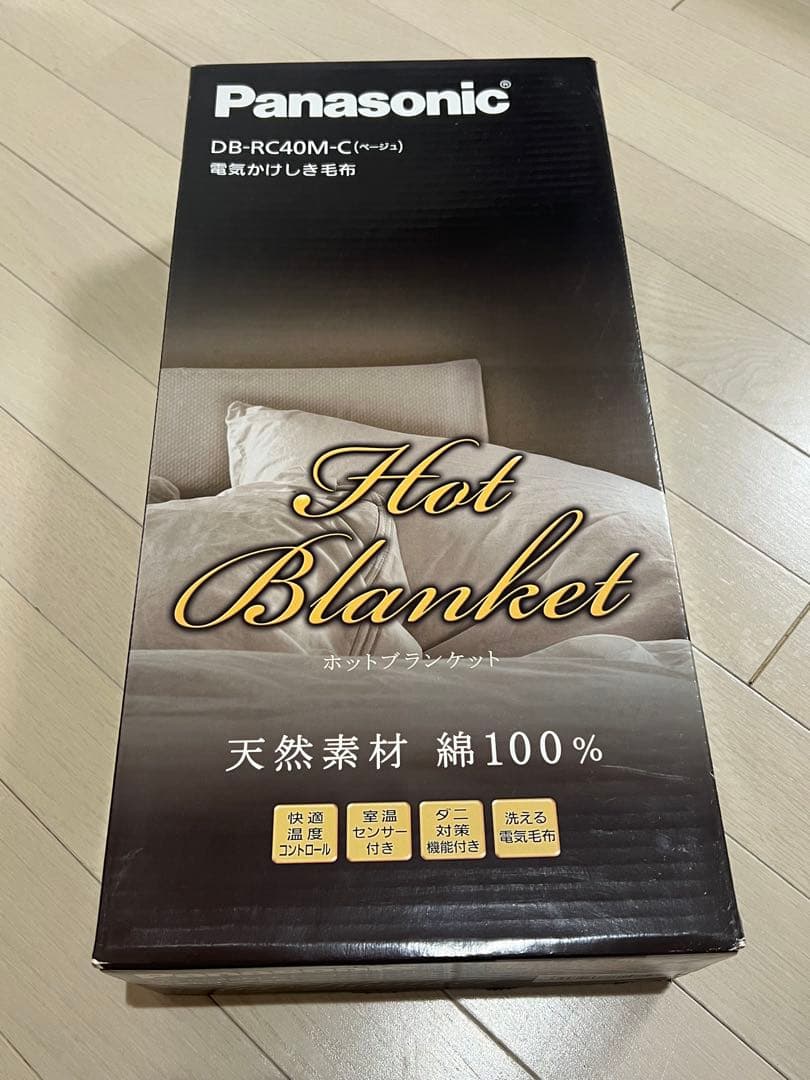 Panasonic®
DB-RC40M-C(ベージュ)
電気かけしき毛布
Hot
Blanket
ホットブランケット
天然素材 綿100%
快適
温度
コントロール
室温
センサー
付き
ダニ
対策
機能付き
洗える
電気毛布